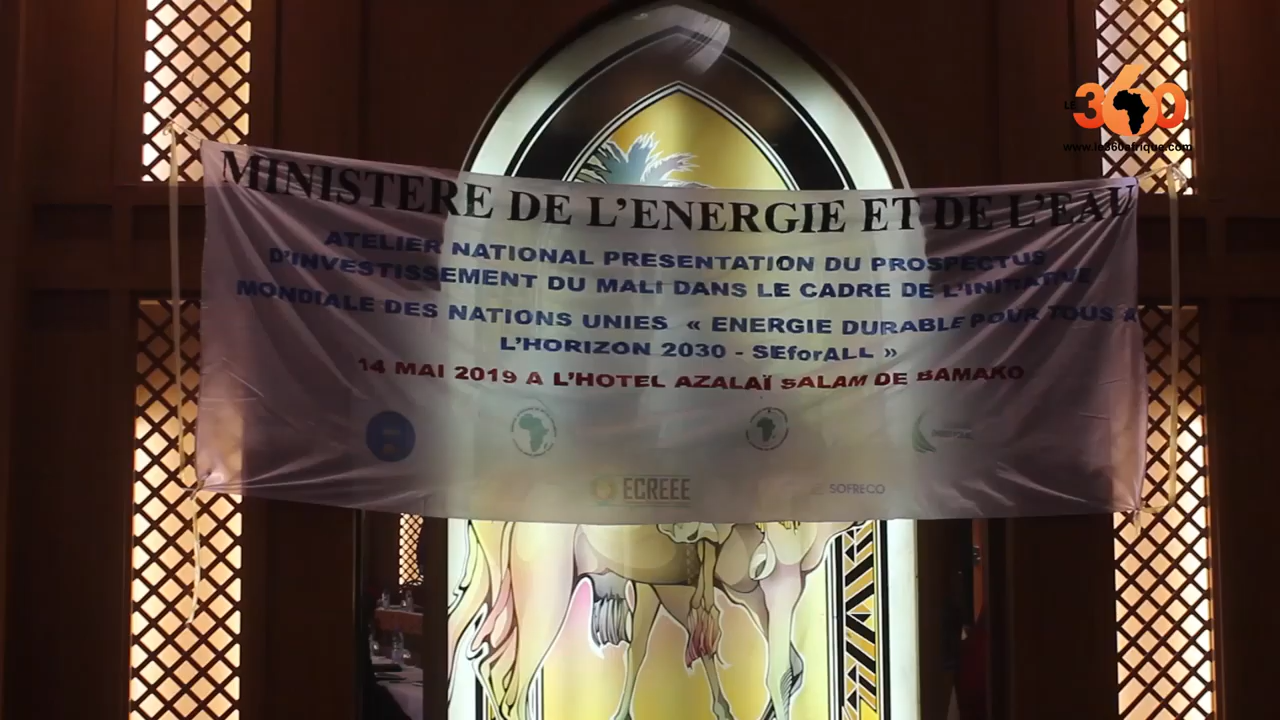 LE 360
www.le360afrique.com
MINISTERE DE L'ENERGIE ET DE L'EAU
ATELIER NATIONAL PRESENTATION DU PROSPECTUS
D'INVESTISSEMENT DU MALI DANS LE CADRE DE L'INITIATIVE
MONDIALE DES NATIONS UNIES « ENERGIE DURABLE POUR TOUS A
L'HORIZON 2030 - SEforALL »
14 MAI 2019 A L'HOTEL AZALAÏ SALAM DE BAMAKO
ECREEE
SOFRECO